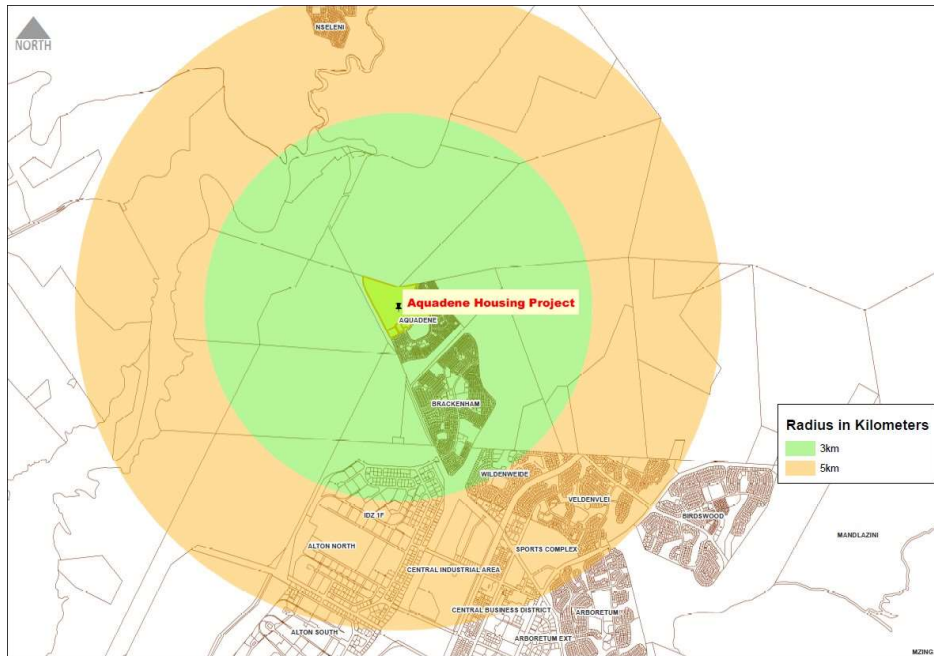 NSELENI
NORTH
Aquadene Housing Project
AQUADENE
BRACKENHAM
Radius in Kilometers
3km
5km
WILDENWEIDE
VELDENVLEI
IDZ 1F
BIRDSWOOD
MANDLAZINI
ALTON NORTH
SPORTS COMPLEX
CENTRAL INDUSTRIAL AREA
CENTRAL BUSINESS DISTRICT
ARBORETUM
ALTON SOUTH
ARBORETUM EXT